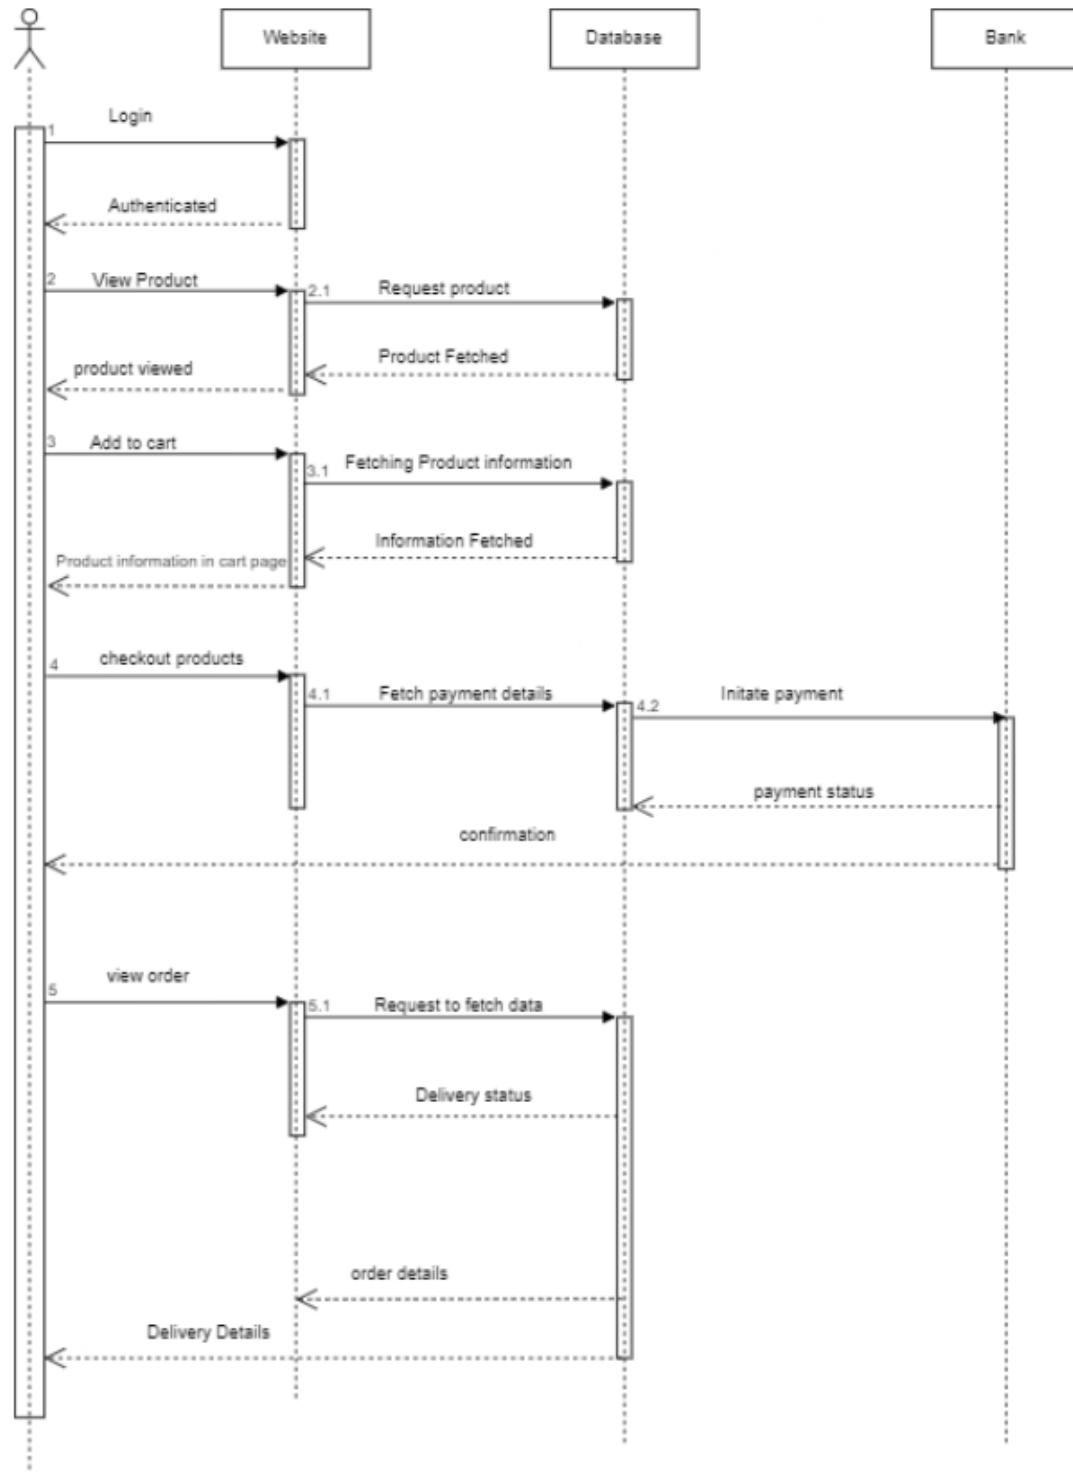 Website
Database
Bank
Login
1
Authenticated
2
View Product
2.1
Request product
Product Fetched
product viewed
3
Add to cart
3.1
Fetching Product information
Information Fetched
Product information in cart page
4
checkout products
4.1
Fetch payment details
4.2
Initate payment
payment status
confirmation
5
view order
5.1
Request to fetch data
Delivery status
order details
Delivery Details